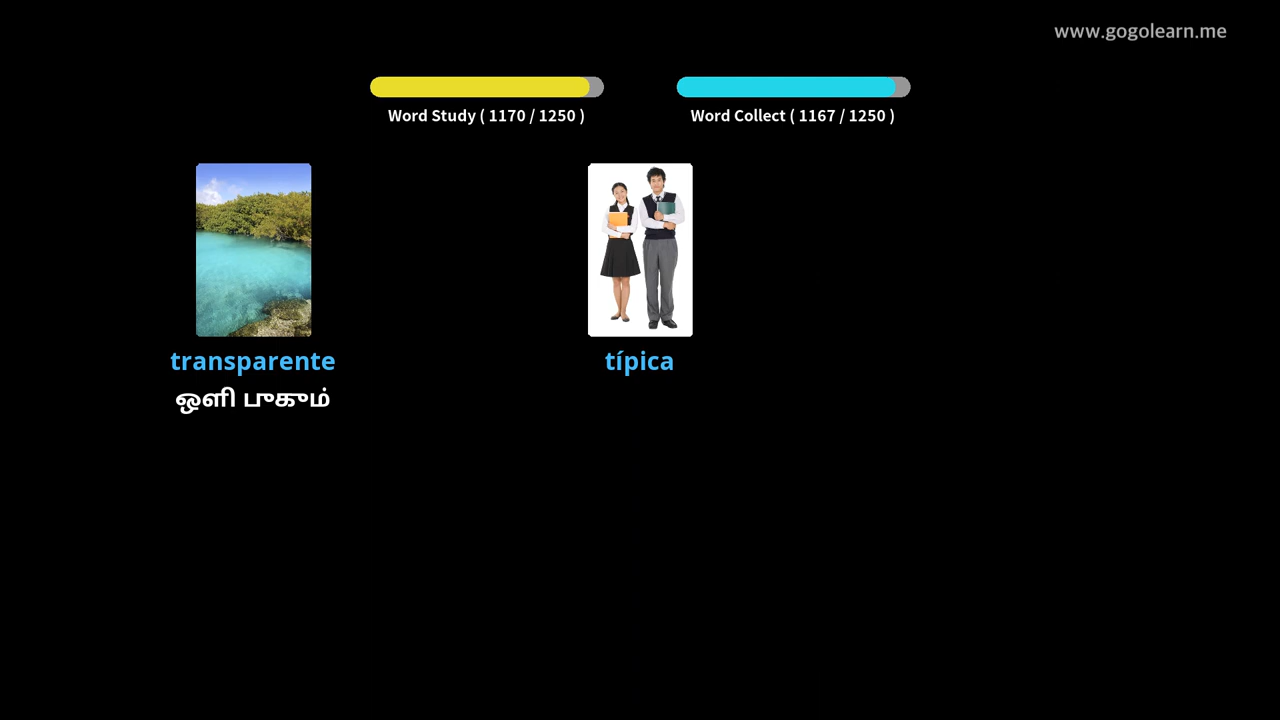 www.gogolearn.me
Word Study ( 1170 / 1250 )
Word Collect ( 1167 / 1250 )
transparente
ஒளி புகும்
típica